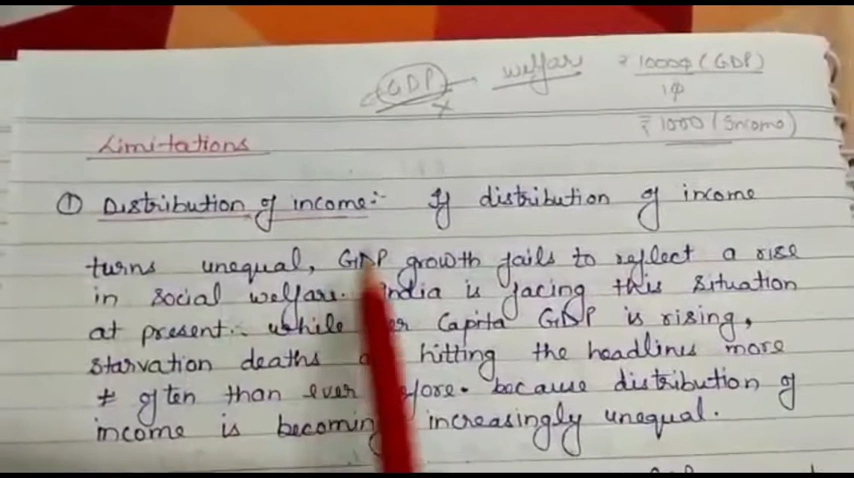 GDP welfare ₹ 10000 (GDP)
10
₹ 1000 (Income)
Limitations
① Distribution of income:- If distribution of income
turns unequal, GDP growth fails to reflect a rise
in social welfare. India is facing this situation
at present. while Capita GDP is rising,
starvation deaths hitting the headlines more
often than ever because distribution of
income is becoming increasingly unequal.